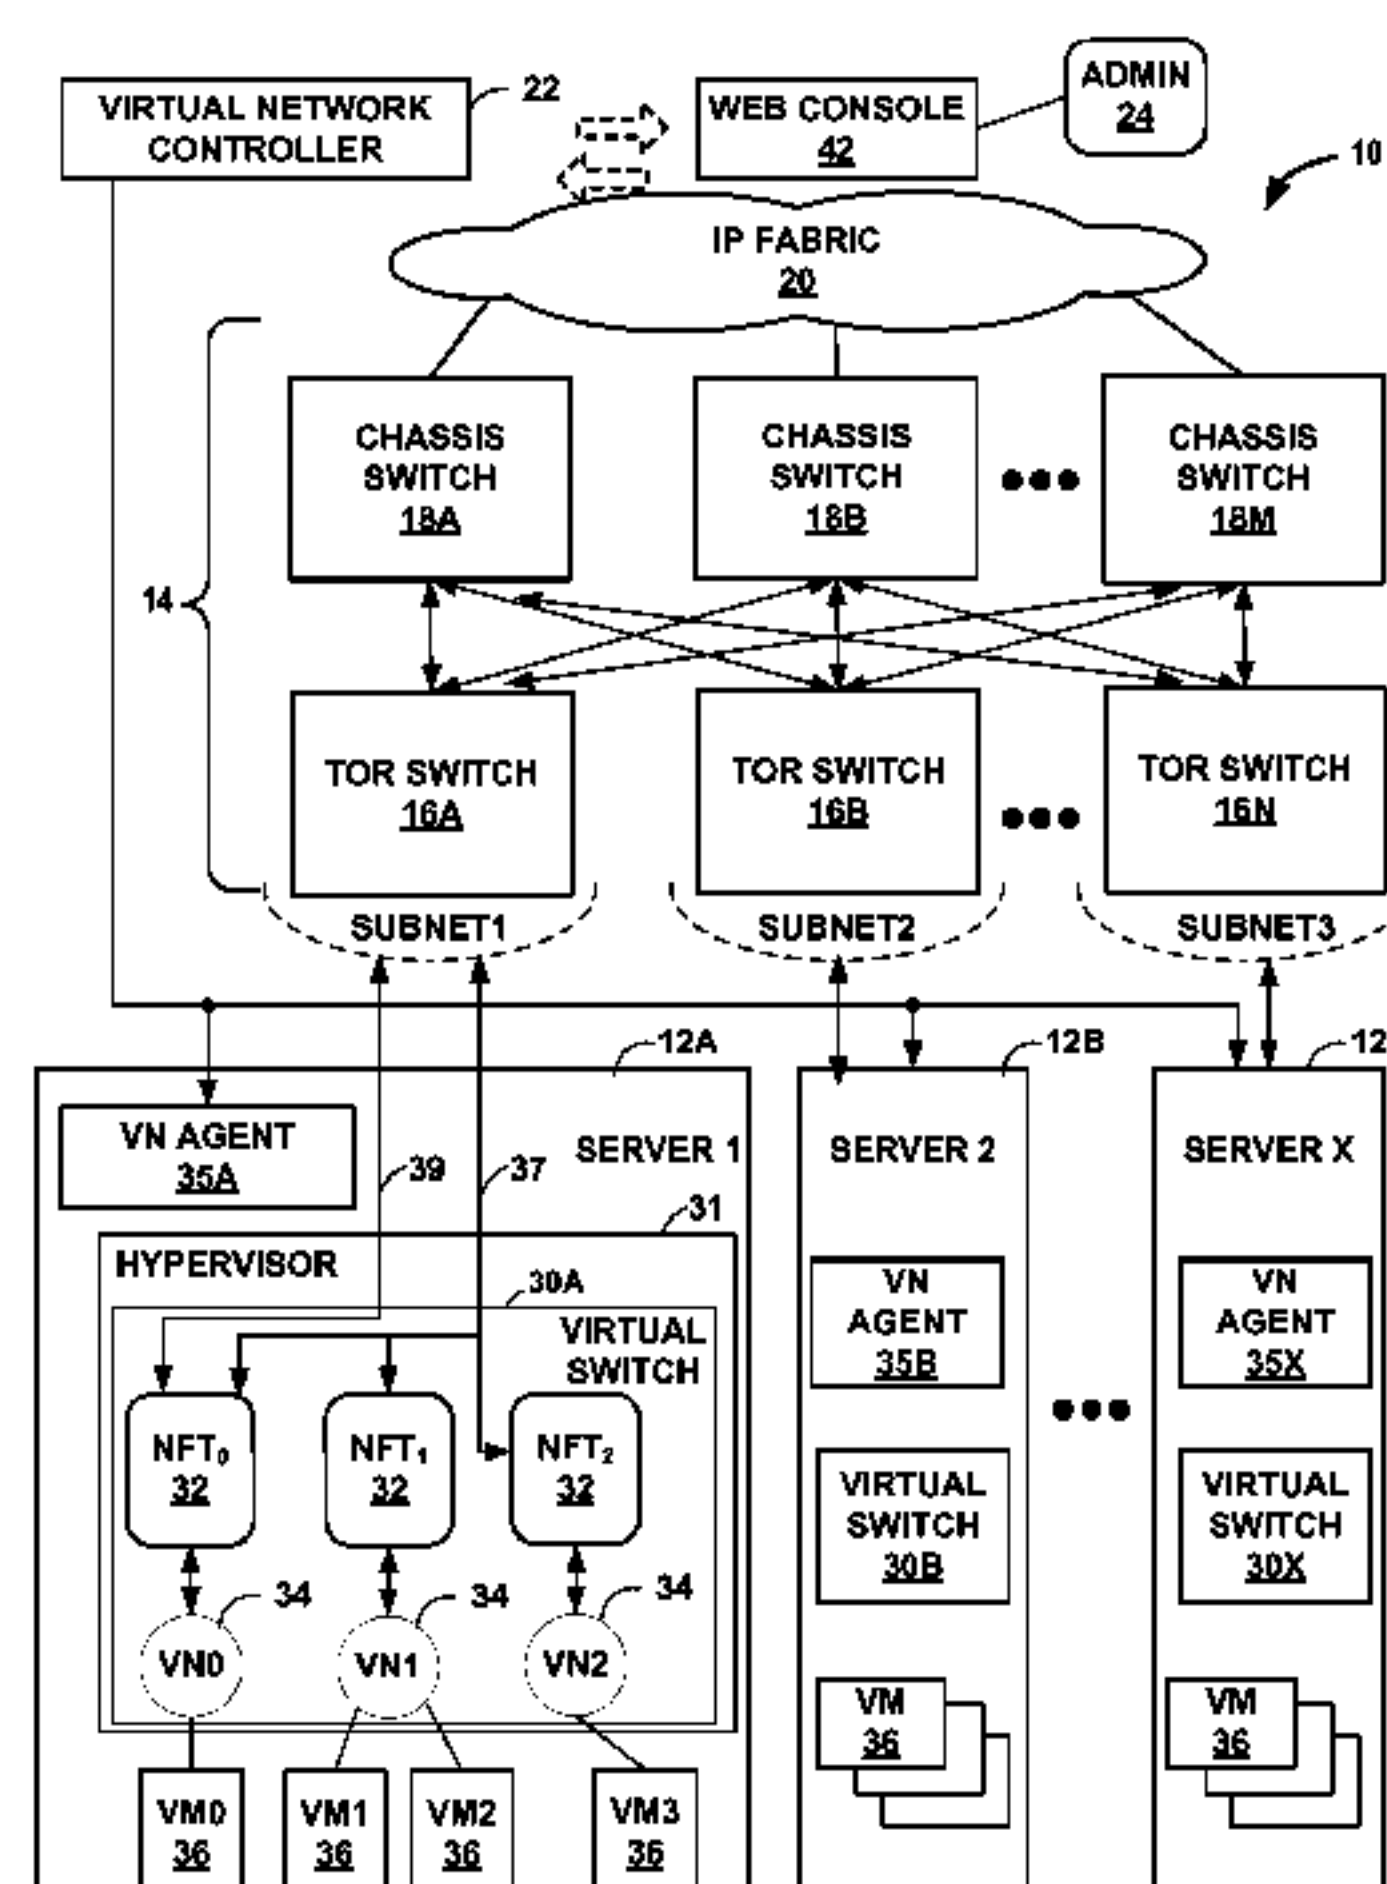 VIRTUAL NETWORK
CONTROLLER
22
WEB CONSOLE
42
ADMIN
24
10
IP FABRIC
20
14
CHASSIS
SWITCH
18A
CHASSIS
SWITCH
18B
CHASSIS
SWITCH
18M
TOR SWITCH
16A
TOR SWITCH
16B
TOR SWITCH
16N
SUBNET1
SUBNET2
SUBNET3
12A
12B
12
VN AGENT
35A
SERVER 1
39
37
31
HYPERVISOR
30A
VIRTUAL
SWITCH
NFT₀
32
NFT₁
32
NFT₂
32
34
34
34
VN0
VN1
VN2
VM0
36
VM1
36
VM2
36
VM3
36
SERVER 2
VN
AGENT
35B
VIRTUAL
SWITCH
30B
VM
36
SERVER X
VN
AGENT
35X
VIRTUAL
SWITCH
30X
VM
36